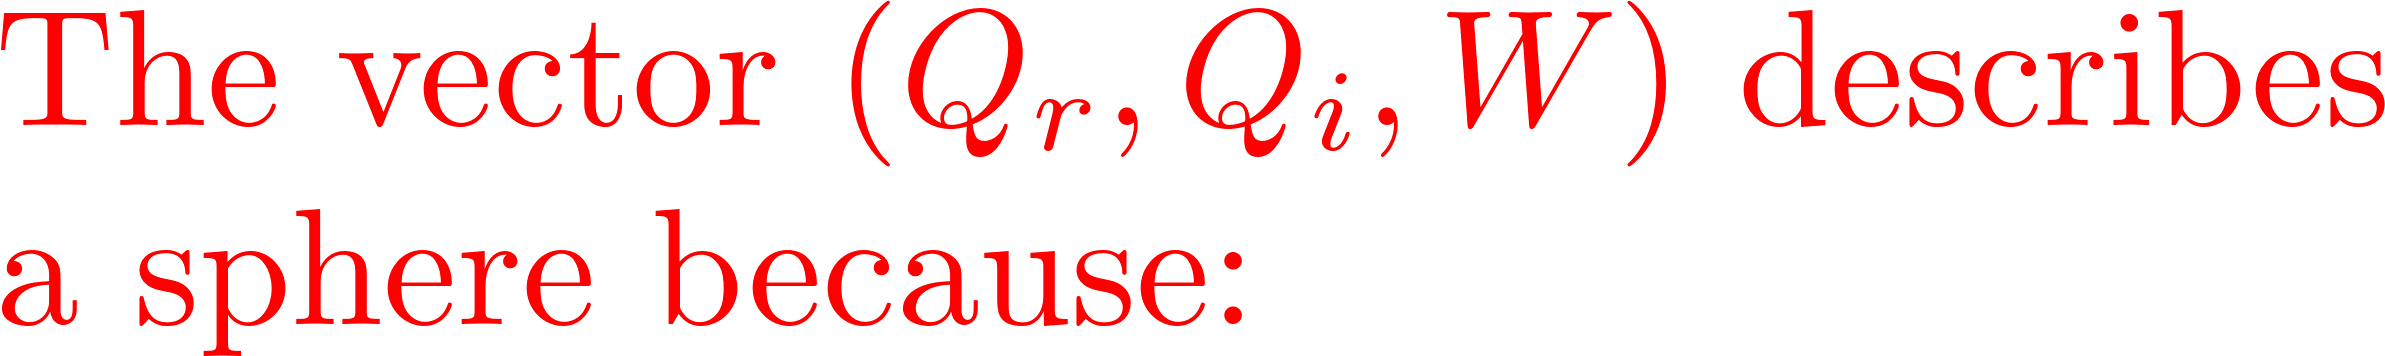 The vector $(Q_r, Q_i, W)$ describes
a sphere because: